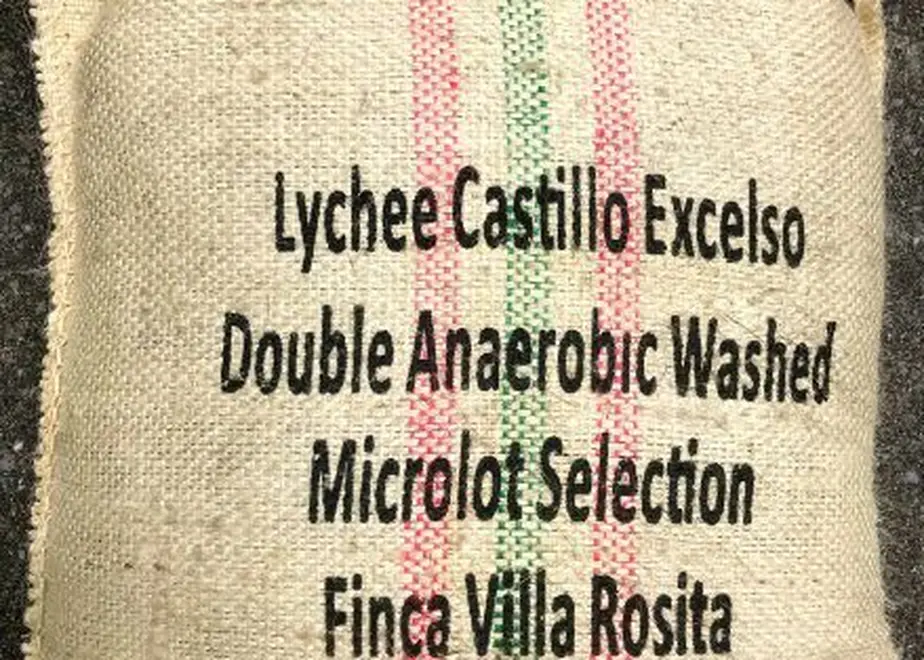 Lychee Castillo Excelso
Double Anaerobic Washed
Microlot Selection
Finca Villa Rosita